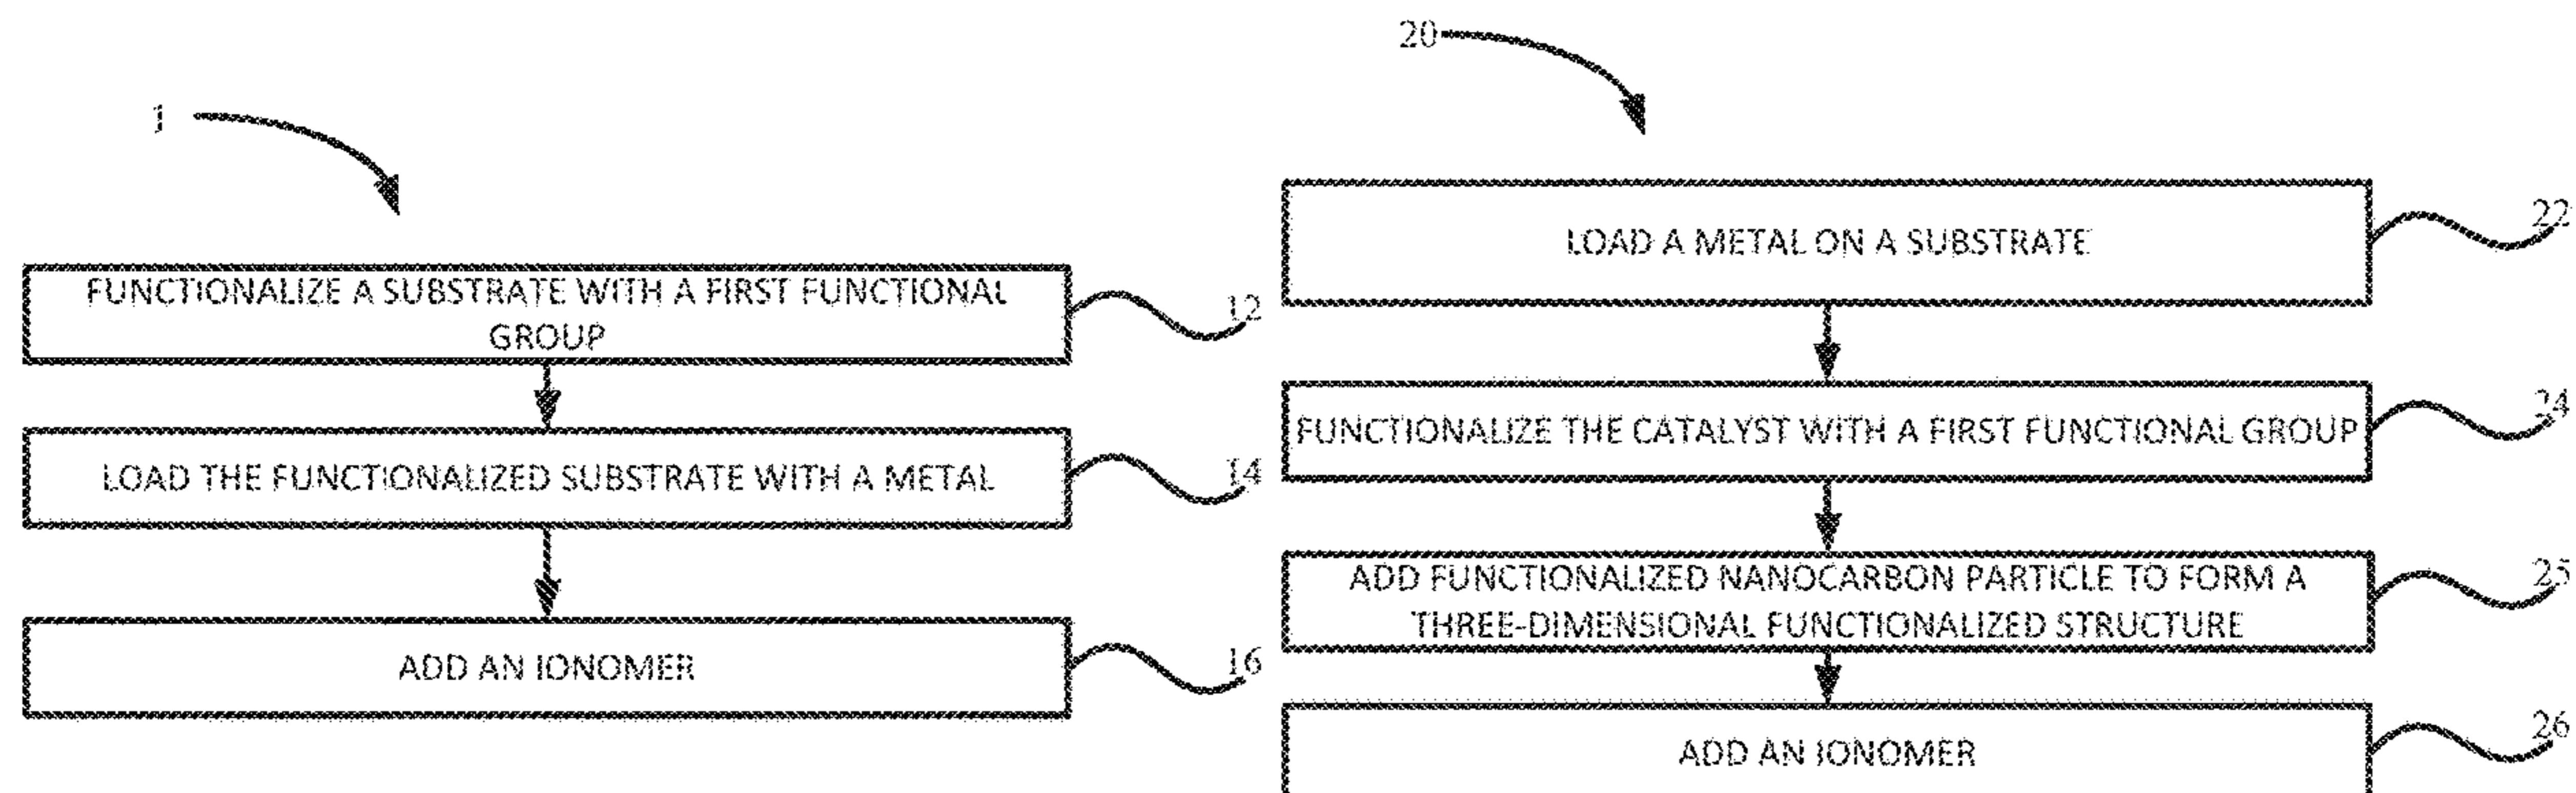 1
FUNCTIONALIZE A SUBSTRATE WITH A FIRST FUNCTIONAL
GROUP
12
LOAD THE FUNCTIONALIZED SUBSTRATE WITH A METAL
14
ADD AN IONOMER
16
20
LOAD A METAL ON A SUBSTRATE
22
FUNCTIONALIZE THE CATALYST WITH A FIRST FUNCTIONAL GROUP
24
ADD FUNCTIONALIZED NANOCARBON PARTICLE TO FORM A
THREE-DIMENSIONAL FUNCTIONALIZED STRUCTURE
25
ADD AN IONOMER
26